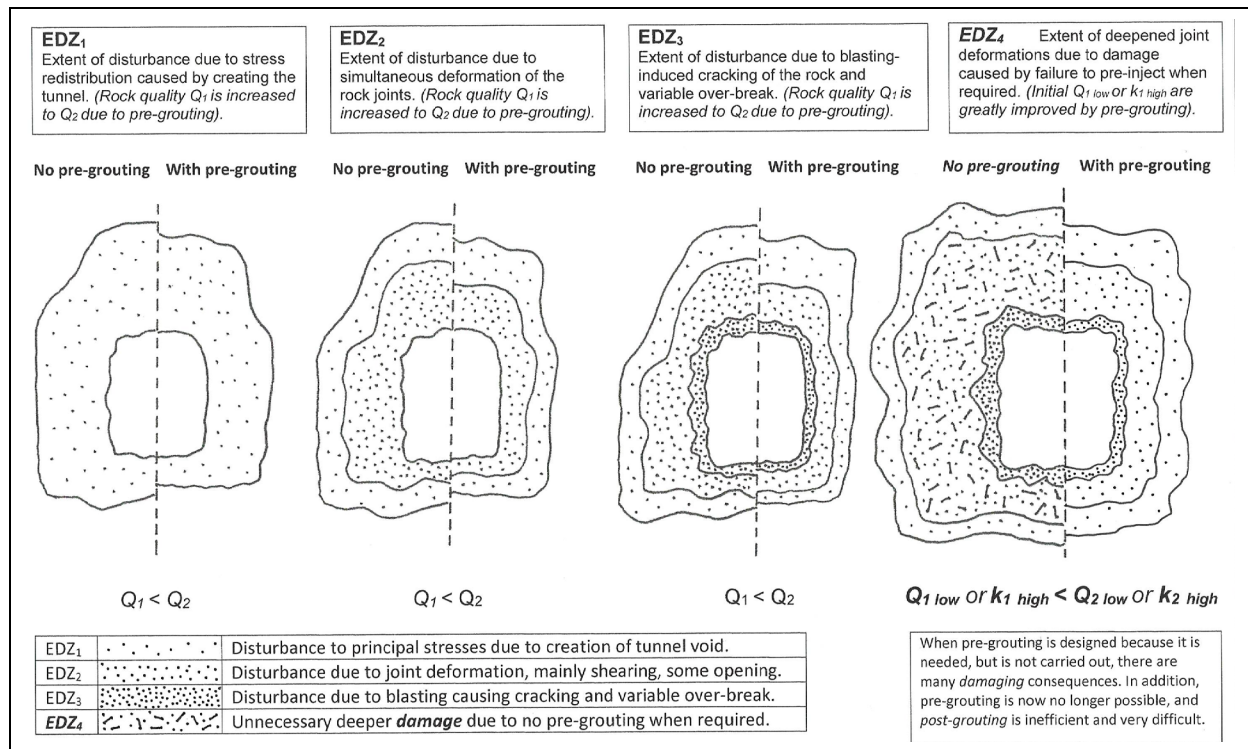 EDZ1
Extent of disturbance due to stress
redistribution caused by creating the
tunnel. (Rock quality Q1 is increased
to Q2 due to pre-grouting).
EDZ2
Extent of disturbance due to
simultaneous deformation of the
rock joints. (Rock quality Q1 is
increased to Q2 due to pre-grouting).
EDZ3
Extent of disturbance due to blasting-
induced cracking of the rock and
variable over-break. (Rock quality Q1 is
increased to Q2 due to pre-grouting).
EDZ4 Extent of deepened joint
deformations due to damage
caused by failure to pre-inject when
required. (Initial Q1 low or k1 high are
greatly improved by pre-grouting).
No pre-grouting With pre-grouting
No pre-grouting With pre-grouting
No pre-grouting With pre-grouting
No pre-grouting With pre-grouting
Q1 < Q2
Q1 < Q2
Q1 < Q2
Q1 low or k1 high < Q2 low or k2 high
EDZ1 Disturbance to principal stresses due to creation of tunnel void.
EDZ2 Disturbance due to joint deformation, mainly shearing, some opening.
EDZ3 Disturbance due to blasting causing cracking and variable over-break.
EDZ4 Unnecessary deeper damage due to no pre-grouting when required.
When pre-grouting is designed because it is
needed, but is not carried out, there are
many damaging consequences. In addition,
pre-grouting is now no longer possible, and
post-grouting is inefficient and very difficult.